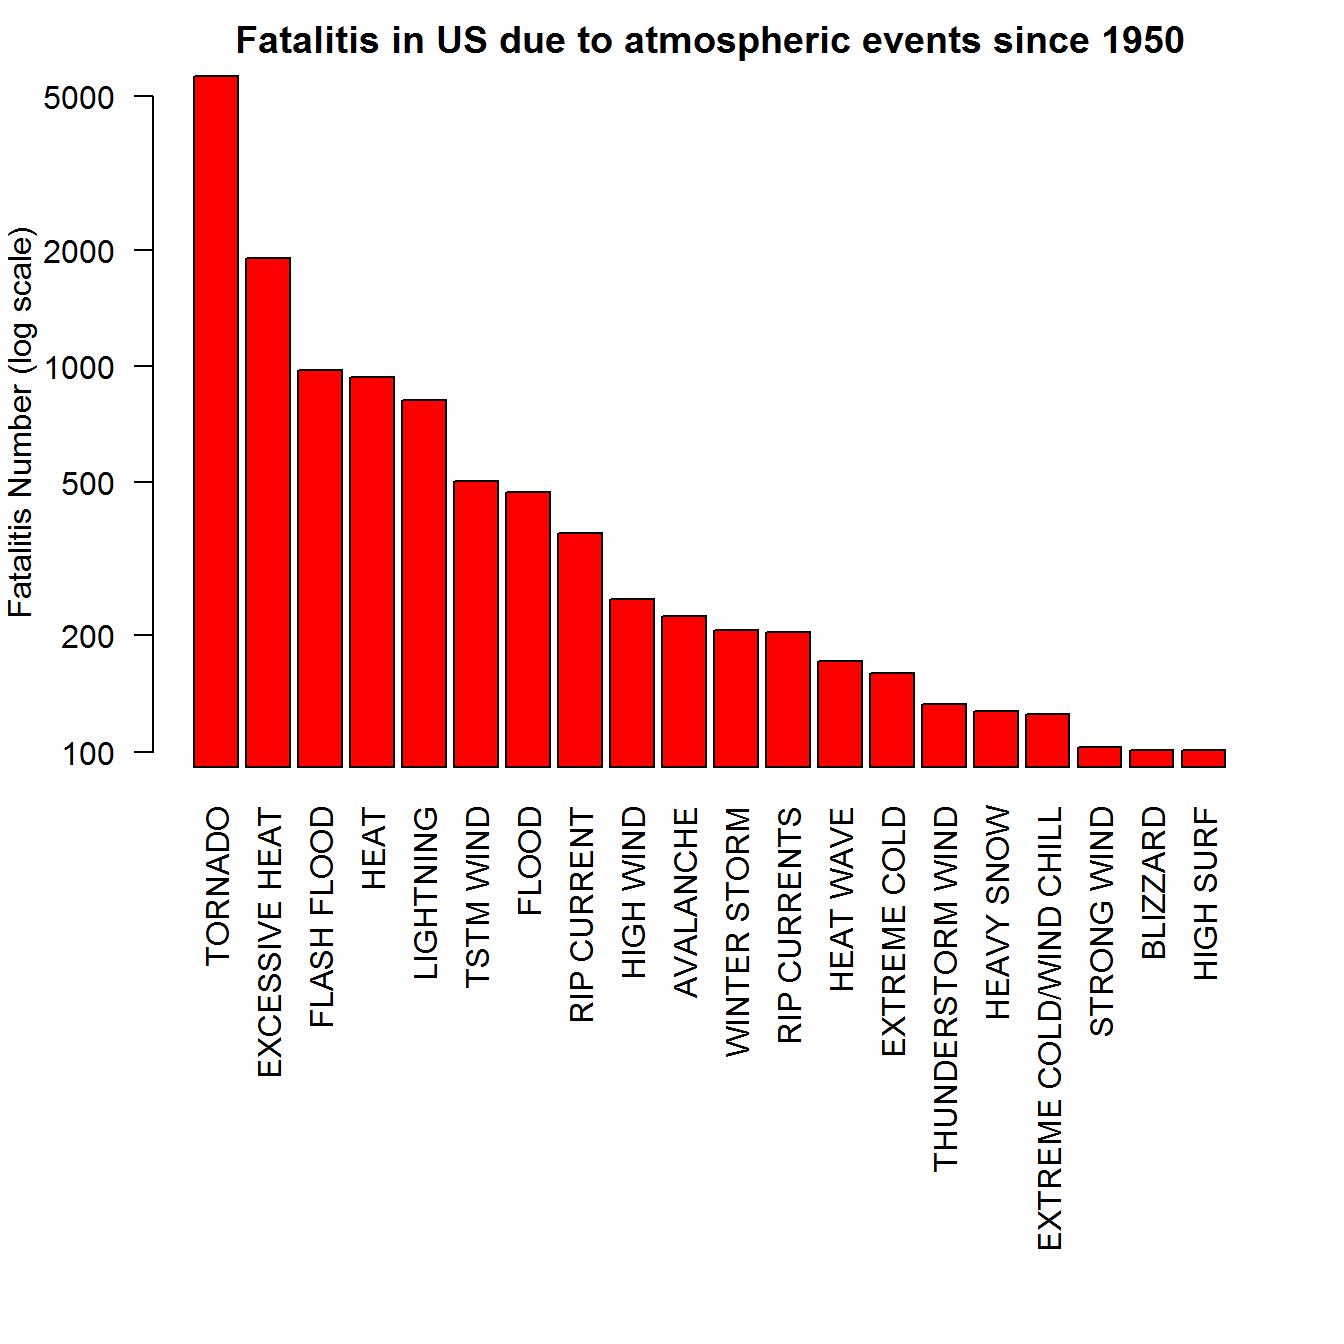 Fatalitis in US due to atmospheric events since 1950
Fatalitis Number (log scale)
5000
2000
1000
500
200
100
TORNADO
EXCESSIVE HEAT
FLASH FLOOD
HEAT
LIGHTNING
TSTM WIND
FLOOD
RIP CURRENT
HIGH WIND
AVALANCHE
WINTER STORM
RIP CURRENTS
HEAT WAVE
EXTREME COLD
THUNDERSTORM WIND
HEAVY SNOW
EXTREME COLD/WIND CHILL
STRONG WIND
BLIZZARD
HIGH SURF